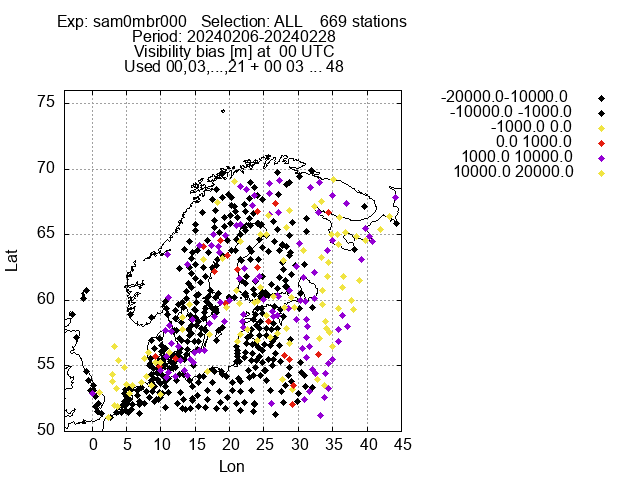 Exp: sam0mbr000 Selection: ALL 669 stations
Period: 20240206-20240228
Visibility bias [m] at 00 UTC
Used 00,03,...,21 + 00 03 ... 48
-20000.0-10000.0
-10000.0 -1000.0
-1000.0 0.0
0.0 1000.0
1000.0 10000.0
10000.0 20000.0
75
70
65
60
55
50
Lat
0 5 10 15 20 25 30 35 40 45
Lon